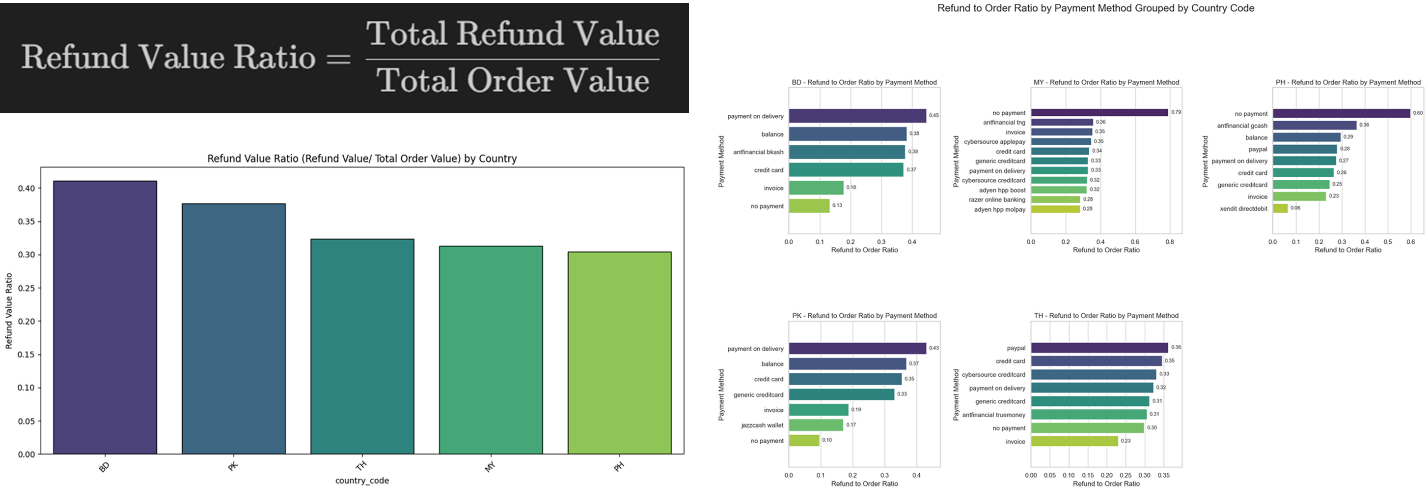 Refund Value Ratio = Total Refund Value / Total Order Value
Refund Value Ratio (Refund Value/ Total Order Value) by Country
Refund Value Ratio
0.40
0.35
0.30
0.25
0.20
0.15
0.10
0.05
0.00
BD
PK
TH
MY
PH
country_code
Refund to Order Ratio by Payment Method Grouped by Country Code
BD - Refund to Order Ratio by Payment Method
Payment Method
payment on delivery 0.45
balance 0.38
antfinancial bkash 0.38
credit card 0.37
invoice 0.18
no payment 0.13
0.0 0.1 0.2 0.3 0.4
Refund to Order Ratio
MY - Refund to Order Ratio by Payment Method
Payment Method
no payment 0.79
antfinancial tng 0.36
invoice 0.35
cybersource applepay 0.35
credit card 0.34
generic creditcard 0.33
payment on delivery 0.33
cybersource creditcard 0.32
adyen hpp boost 0.32
razer online banking 0.28
adyen hpp molpay 0.28
0.0 0.2 0.4 0.6 0.8
Refund to Order Ratio
PH - Refund to Order Ratio by Payment Method
Payment Method
no payment 0.60
antfinancial gcash 0.36
balance 0.29
paypal 0.28
payment on delivery 0.27
credit card 0.26
generic creditcard 0.25
invoice 0.23
xendit directdebit 0.06
0.0 0.1 0.2 0.3 0.4 0.5 0.6
Refund to Order Ratio
PK - Refund to Order Ratio by Payment Method
Payment Method
payment on delivery 0.43
balance 0.37
credit card 0.35
generic creditcard 0.33
invoice 0.19
jazzcash wallet 0.17
no payment 0.10
0.0 0.1 0.2 0.3 0.4
Refund to Order Ratio
TH - Refund to Order Ratio by Payment Method
Payment Method
paypal 0.36
credit card 0.35
cybersource creditcard 0.33
payment on delivery 0.32
generic creditcard 0.31
antfinancial truemoney 0.31
no payment 0.30
invoice 0.23
0.00 0.05 0.10 0.15 0.20 0.25 0.30 0.35
Refund to Order Ratio